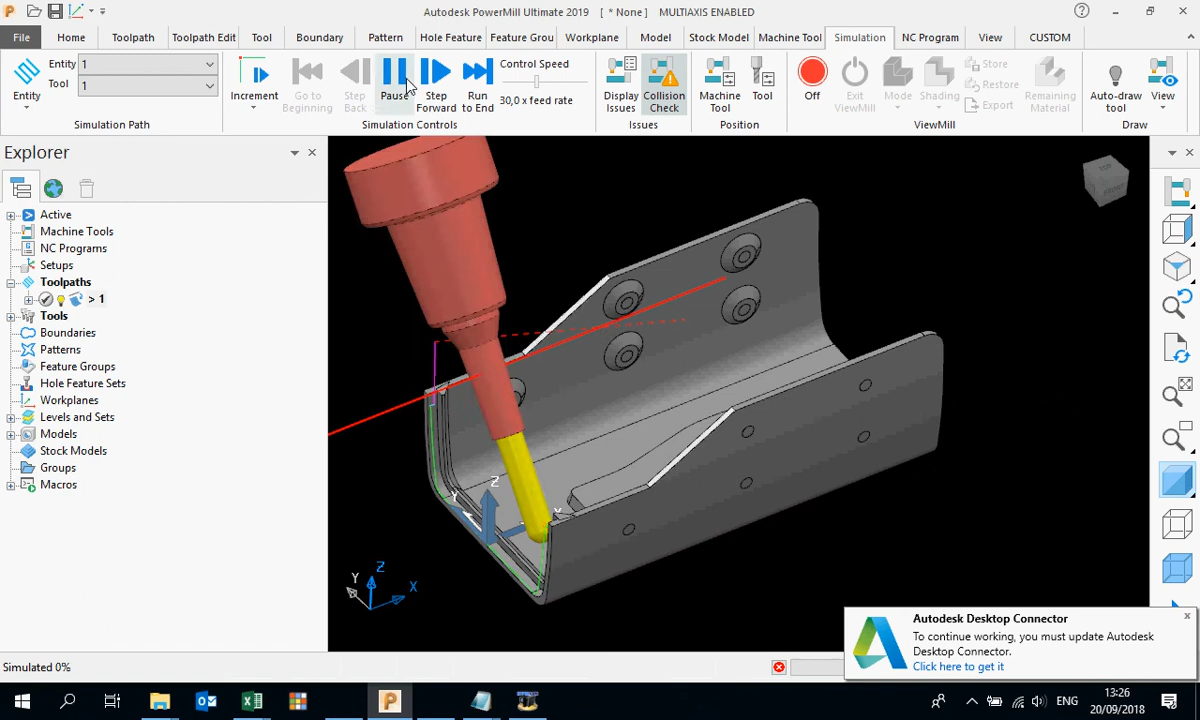 Autodesk PowerMill Ultimate 2019 [ * None ] MULTIAXIS ENABLED
File Home Toolpath Toolpath Edit Tool Boundary Pattern Hole Feature Feature Grou Workplane Model Stock Model Machine Tool Simulation NC Program View CUSTOM
Entity
Entity 1
Tool 1
Simulation Path
Increment
Go to Beginning
Step Back
Pause
Step Forward
Run to End
Control Speed
30,0 x feed rate
Simulation Controls
Display Issues
Collision Check
Issues
Machine Tool
Tool
Position
Off
Exit ViewMill
Mode
Shading
Store
Restore
Export
Remaining Material
ViewMill
Auto-draw tool
View
Draw
Explorer
Active
Machine Tools
NC Programs
Setups
Toolpaths
> 1
Tools
Boundaries
Patterns
Feature Groups
Hole Feature Sets
Workplanes
Levels and Sets
Models
Stock Models
Groups
Macros
Z
Y
X
Z
Y
X
Autodesk Desktop Connector
To continue working, you must update Autodesk
Desktop Connector.
Click here to get it
Simulated 0%
ENG
13:26
20/09/2018